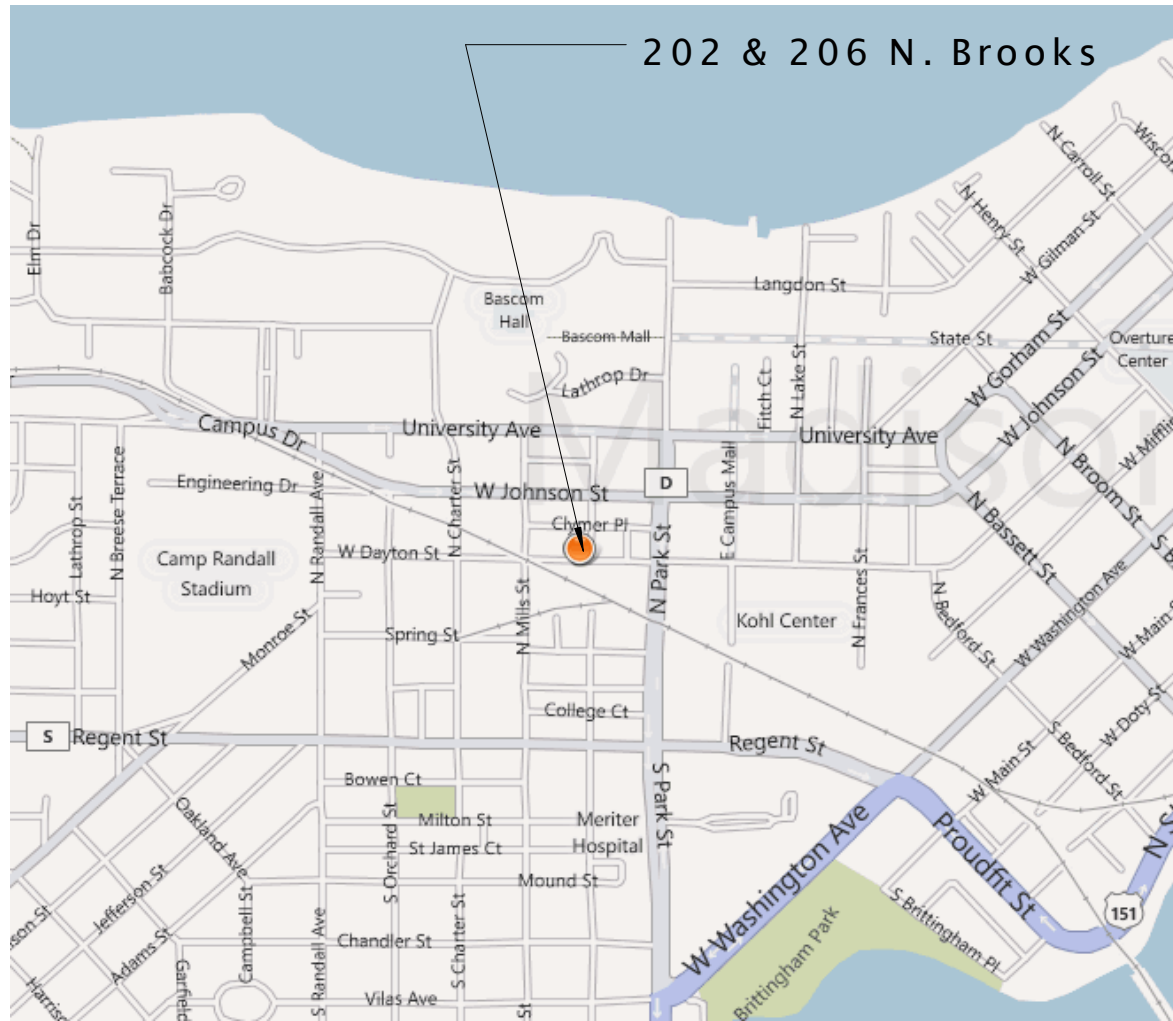 202 & 206 N. Brooks
N Carroll St
N Henry St
W Gilman St
Elm Dr
Babcock Dr
Langdon St
Bascom
Hall
Bascom Mall
State St
Overture
Center
W Gorham St
W Johnson St
Lathrop Dr
Fitch Ct
N Lake St
Madison
Campus Dr
University Ave
University Ave
N Broom St
Engineering Dr
W Johnson St
D
E Campus Mall
N Bassett St
Lathrop St
N Breese Terrace
N Randall Ave
N Charter St
Clymer Pl
Camp Randall
Stadium
W Dayton St
N Park St
W Washington Ave
Hoyt St
N Mills St
Kohl Center
N Frances St
N Bedford St
Monroe St
Spring St
College Ct
W Doty St
S
Regent St
Regent St
S Bedford St
W Main St
Bowen Ct
Oakland Ave
S Orchard St
Milton St
St James Ct
Meriter
Hospital
S Park St
W Washington Ave
Proudfit St
Mound St
Jefferson St
Campbell St
S Randall Ave
S Charter St
Chandler St
Adams St
Vilas Ave
Brittingham Park
S Brittingham Pl
151
St